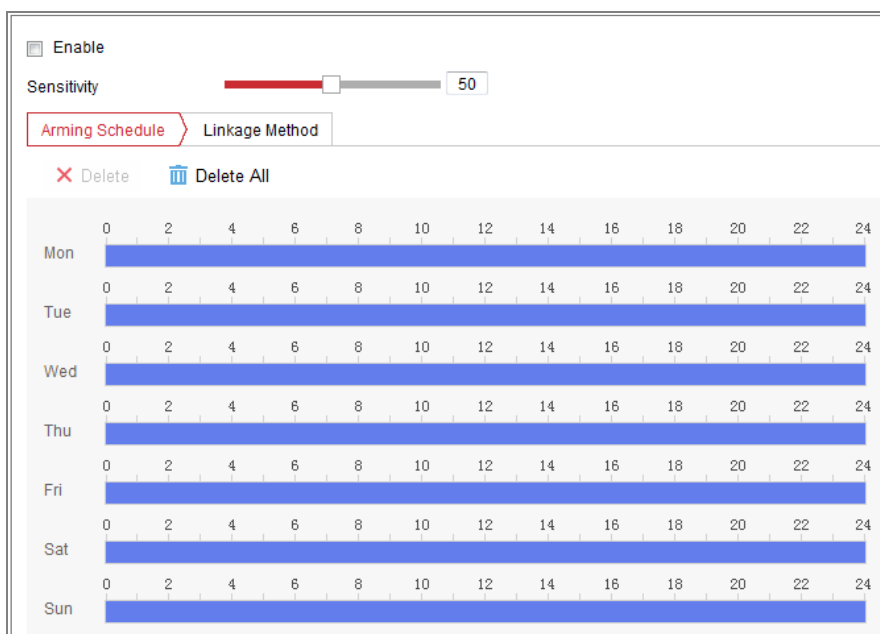 Enable
Sensitivity 50
Arming Schedule Linkage Method
Delete Delete All
0 2 4 6 8 10 12 14 16 18 20 22 24
Mon
0 2 4 6 8 10 12 14 16 18 20 22 24
Tue
0 2 4 6 8 10 12 14 16 18 20 22 24
Wed
0 2 4 6 8 10 12 14 16 18 20 22 24
Thu
0 2 4 6 8 10 12 14 16 18 20 22 24
Fri
0 2 4 6 8 10 12 14 16 18 20 22 24
Sat
0 2 4 6 8 10 12 14 16 18 20 22 24
Sun